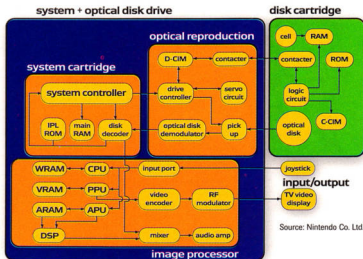 system + optical disk drive
disk cartridge
optical reproduction
cell
RAM
D-CIM
contacter
contacter
ROM
system cartridge
system controller
drive controller
servo circuit
logic circuit
IPL ROM
main RAM
disk decoder
optical disk demodulator
pick up
optical disk
C-CIM
WRAM
CPU
input port
joystick
input/output
VRAM
PPU
video encoder
RF modulator
TV video display
ARAM
APU
Source: Nintendo Co. Ltd
DSP
mixer
audio amp
image processor